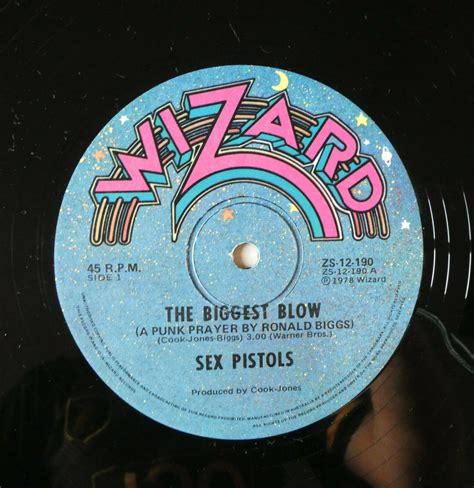 WIZARD
45 R.P.M.
SIDE 1
ZS-12-190
ZS-12-190 A
Ⓟ 1978 Wizard
THE BIGGEST BLOW
(A PUNK PRAYER BY RONALD BIGGS)
(Cook-Jones-Biggs) 3.00 (Warner Bros.)
SEX PISTOLS
Produced by Cook-Jones